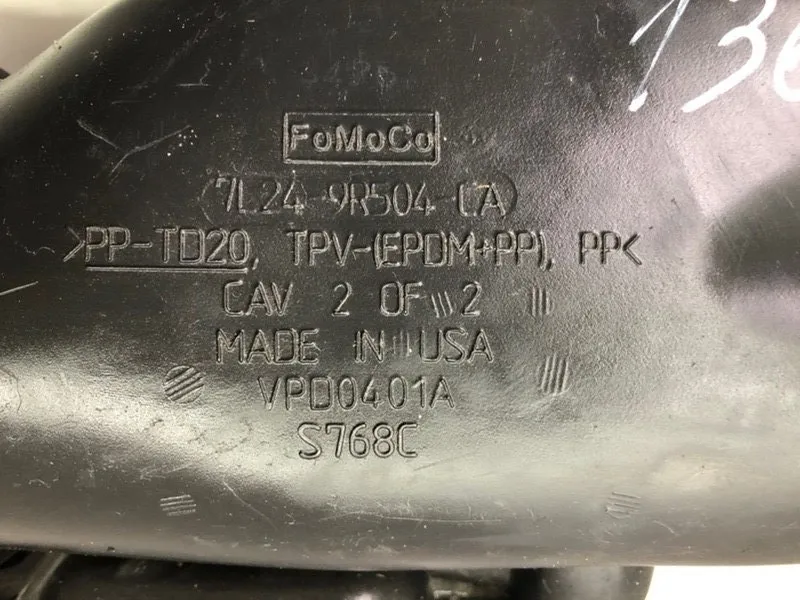 FoMoCo
7L24-9R504-CA
>PP-TD20, TPV-(EPDM+PP), PP<
CAV 2 OF 2
MADE IN USA
VPD0401A
S768C